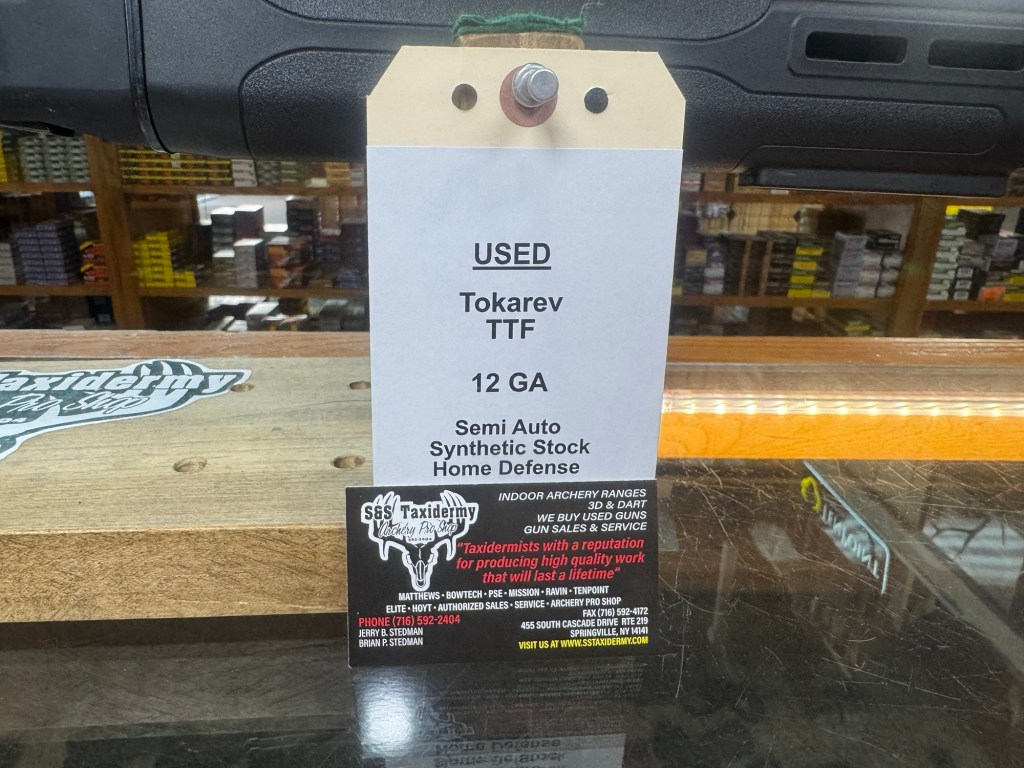 USED
Tokarev
TTF
12 GA
Semi Auto
Synthetic Stock
Home Defense
Taxidermy
Pro Shop
S&S Taxidermy
Archery Pro Shop
592-2404
INDOOR ARCHERY RANGES
3D & DART
WE BUY USED GUNS
GUN SALES & SERVICE
"Taxidermists with a reputation
for producing high quality work
that will last a lifetime"
MATTHEWS • BOWTECH • PSE • MISSION • RAVIN • TENPOINT
ELITE • HOYT • AUTHORIZED SALES • SERVICE • ARCHERY PRO SHOP
PHONE (716) 592-2404
JERRY B. STEDMAN
BRIAN P. STEDMAN
FAX (716) 592-4172
455 SOUTH CASCADE DRIVE RTE 219
SPRINGVILLE, NY 14141
VISIT US AT WWW.SSTAXIDERMY.COM